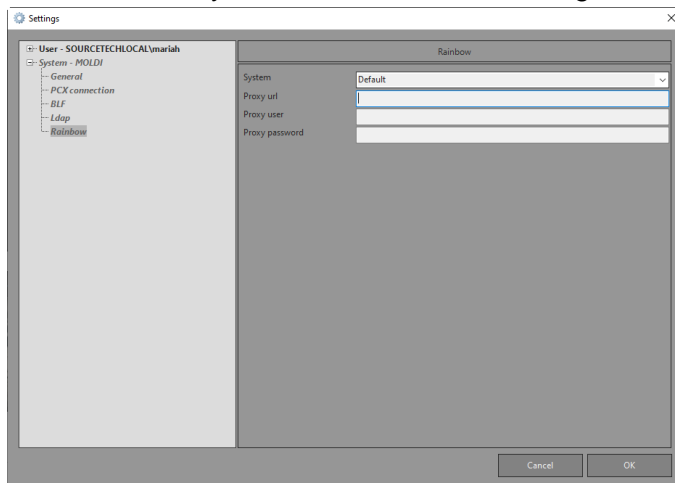 Settings
User - SOURCETECHLOCAL\mariah
System - MOLDI
General
PCX connection
BLF
Ldap
Rainbow
Rainbow
System
Default
Proxy url
Proxy user
Proxy password
Cancel
OK